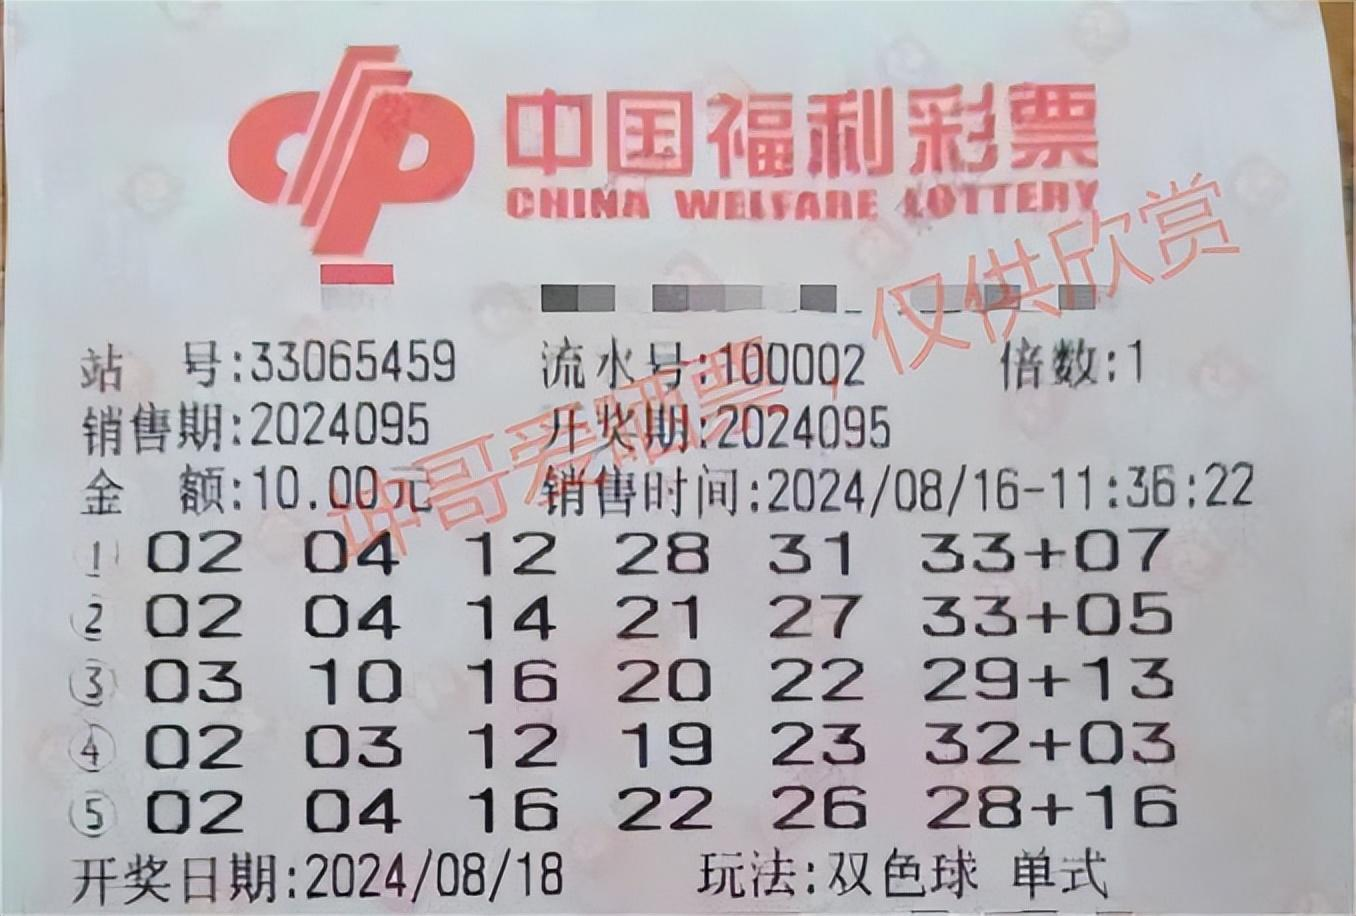 中国福利彩票
CHINA WELFARE LOTTERY
站 号:33065459 流水号:100002 倍数:1
销售期:2024095 开奖期:2024095
金 额:10.00元 销售时间:2024/08/16-11:36:22
① 02 04 12 28 31 33+07
② 02 04 14 21 27 33+05
③ 03 10 16 20 22 29+13
④ 02 03 12 19 23 32+03
⑤ 02 04 16 22 26 28+16
开奖日期:2024/08/18 玩法:双色球 单式
坤哥爱晒票，仅供欣赏